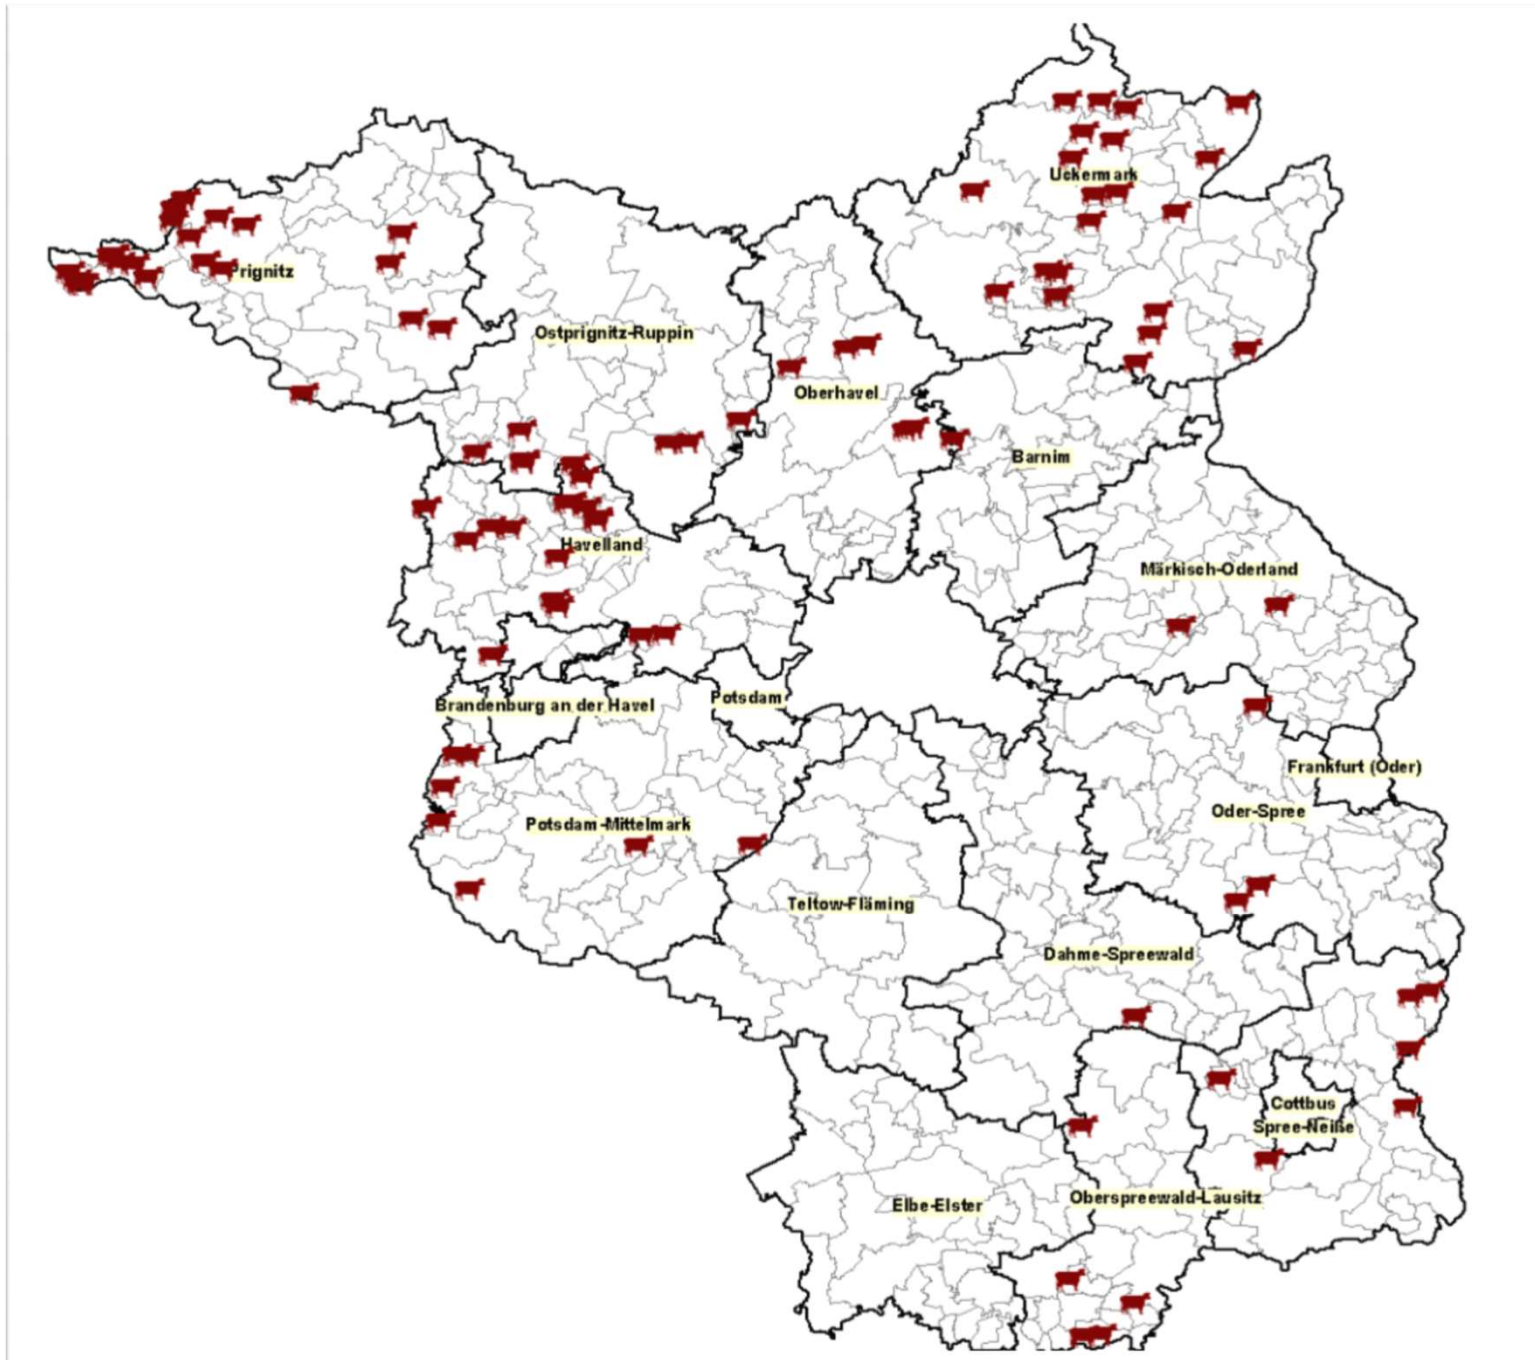 Uckermark
Prignitz
Ostprignitz-Ruppin
Oberhavel
Barnim
Havelland
Märkisch-Oderland
Potsdam
Brandenburg an der Havel
Frankfurt (Oder)
Oder-Spree
Potsdam-Mittelmark
Teltow-Fläming
Dahme-Spreewald
Cottbus
Spree-Neiße
Oberspreewald-Lausitz
Elbe-Elster